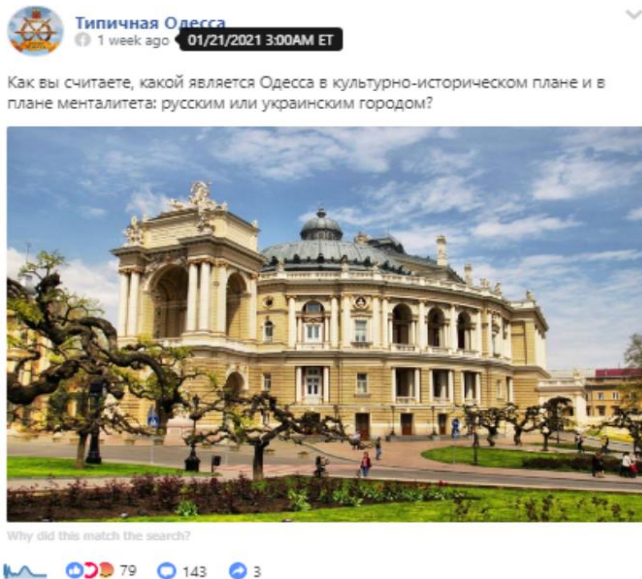 Типичная Одесса
1 week ago 01/21/2021 3:00AM ET
Как вы считаете, какой является Одесса в культурно-историческом плане и в
плане менталитета: русским или украинским городом?
Why did this match the search?
79 143 3